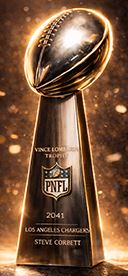 VINCE LOMBARDI
TROPHY
PNFL
2041
LOS ANGELES CHARGERS
STEVE CORBETT